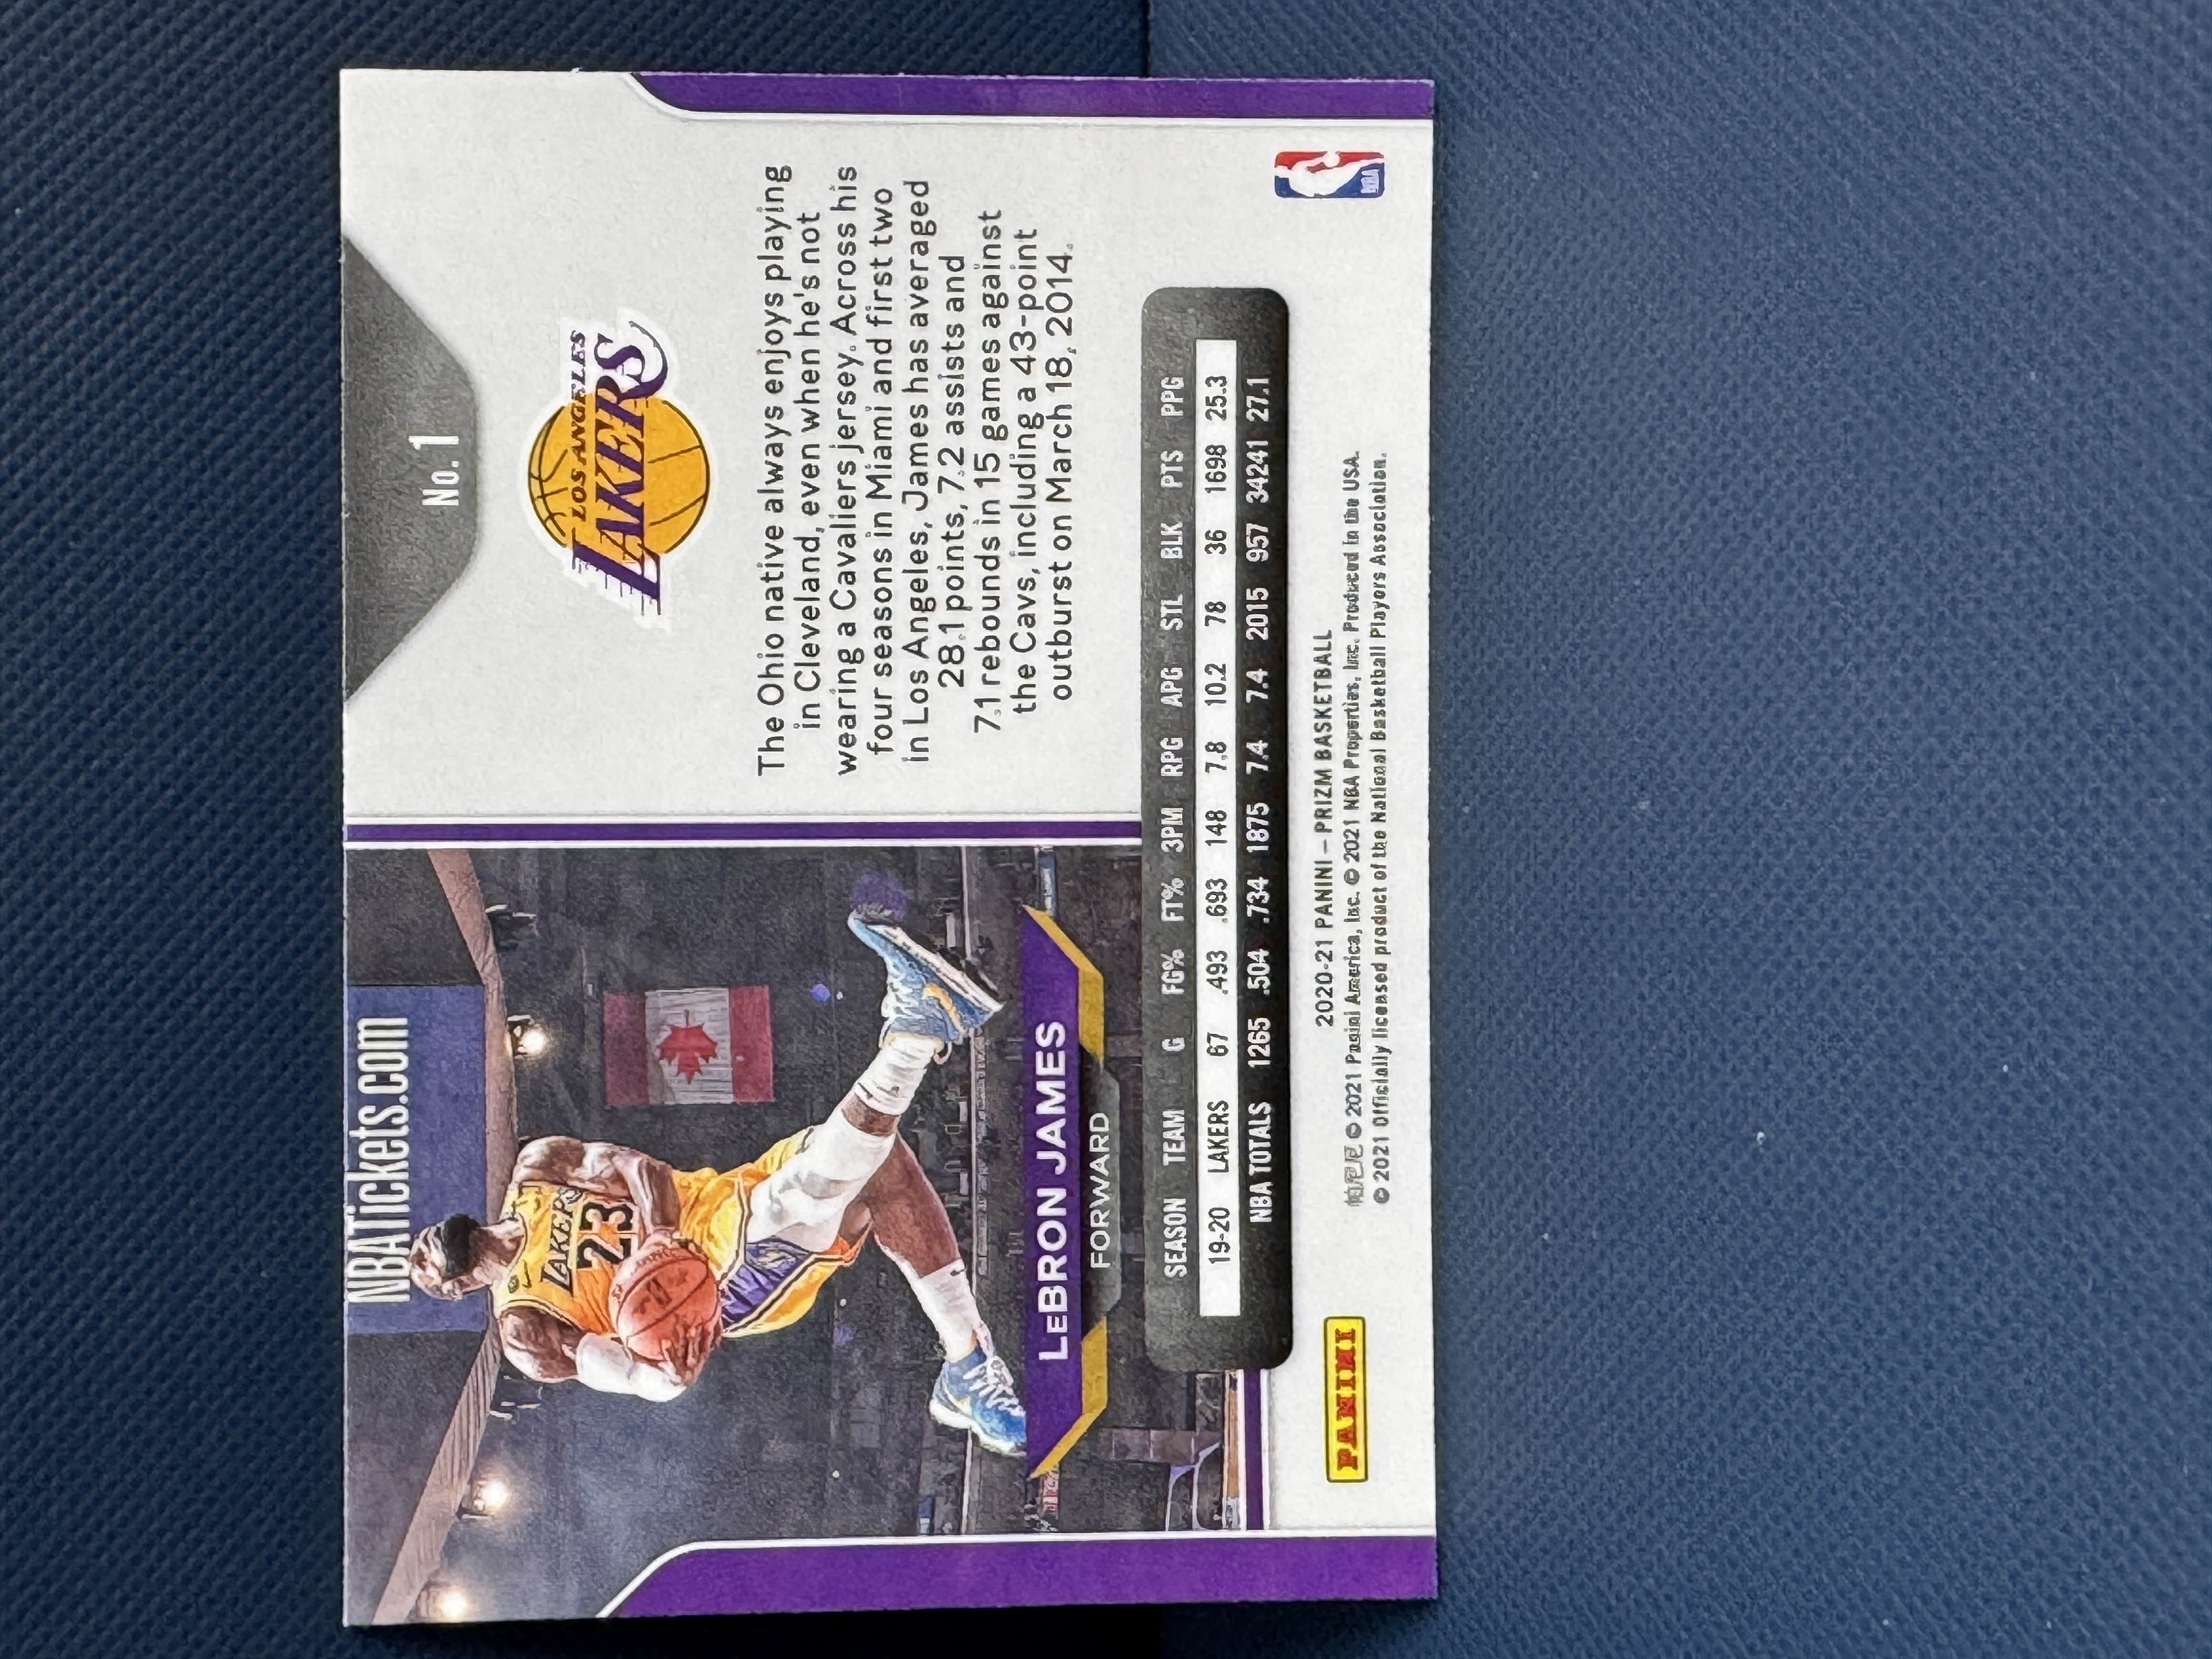 NBATickets.com
LAKERS
23
LEBRON JAMES
FORWARD
No. 1
LOS ANGELES
LAKERS
The Ohio native always enjoys playing
in Cleveland, even when he's not
wearing a Cavaliers jersey. Across his
four seasons in Miami and first two
in Los Angeles, James has averaged
28.1 points, 7.2 assists and
7.1 rebounds in 15 games against
the Cavs, including a 43-point
outburst on March 18, 2014.
SEASON TEAM G FG% FT% 3PM RPG APG STL BLK PTS PPG
19-20 LAKERS 67 .493 .693 148 7.8 10.2 78 36 1698 25.3
NBA TOTALS 1265 .504 .734 1875 7.4 7.4 2015 957 34241 27.1
2020-21 PANINI – PRIZM BASKETBALL
帕尼尼 © 2021 Panini America, Inc. © 2021 NBA Properties, Inc. Produced in the USA.
© 2021 Officially licensed product of the National Basketball Players Association.
PANINI
NBA